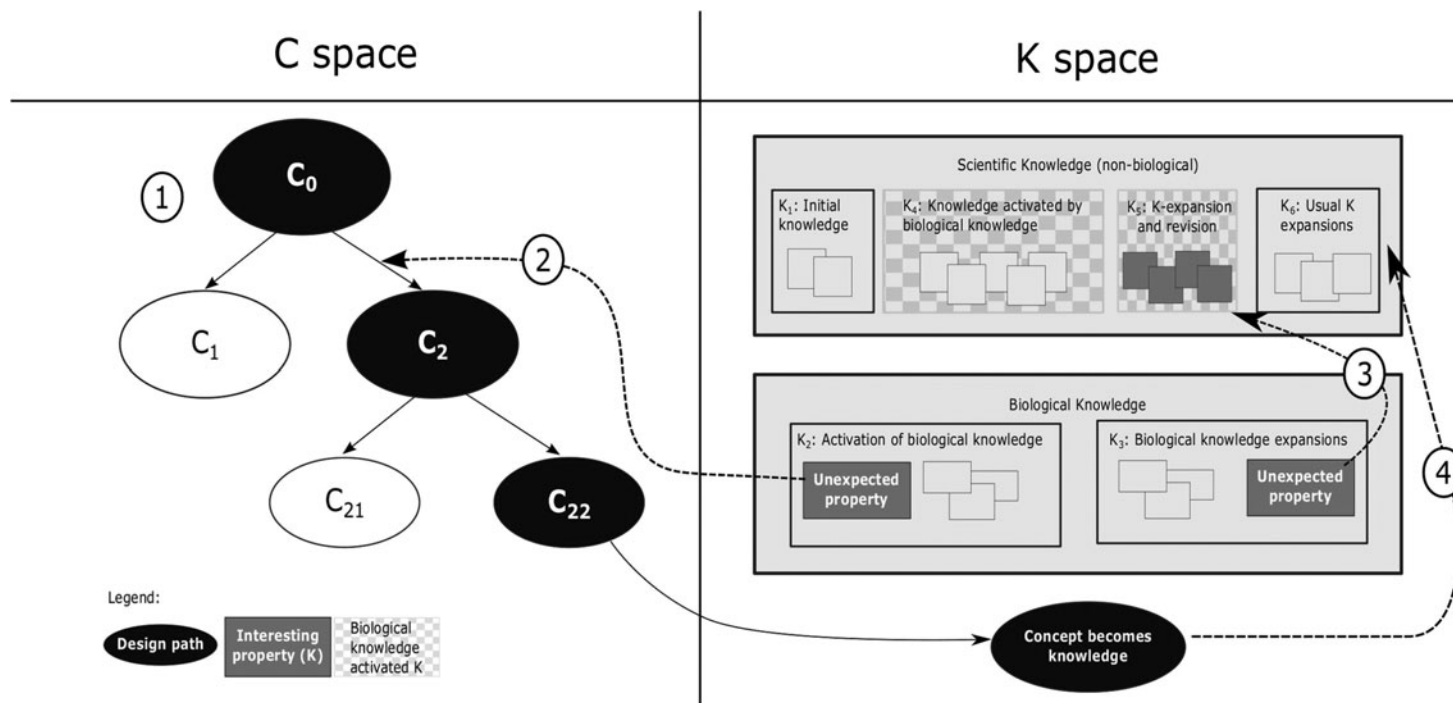 C space
K space
1
C₀
2
C₁
C₂
C₂₁
C₂₂
Scientific Knowledge (non-biological)
K₁: Initial
knowledge
K₄: Knowledge activated by
biological knowledge
K₅: K-expansion
and revision
K₆: Usual K
expansions
3
Biological Knowledge
K₂: Activation of biological knowledge
Unexpected
property
K₃: Biological knowledge expansions
Unexpected
property
4
Concept becomes
knowledge
Legend:
Design path
Interesting
property (K)
Biological
knowledge
activated K